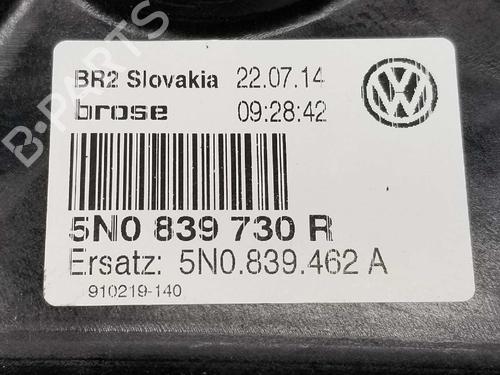 BR2 Slovakia 22.07.14
brose 09:28:42
5N0 839 730 R
Ersatz: 5N0.839.462 A
910219-140
B-PARTS